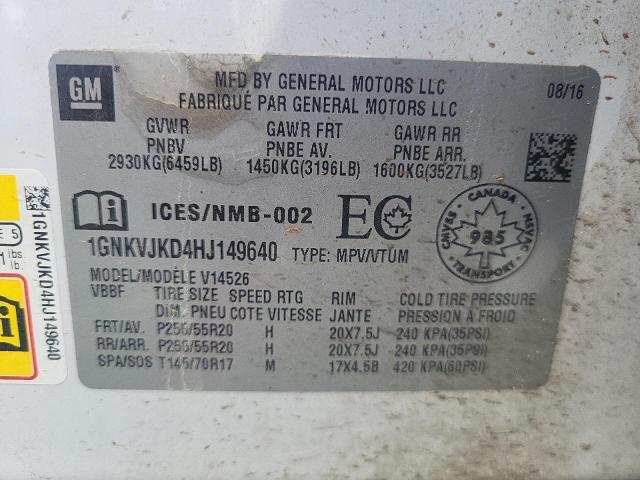 GM
MFD BY GENERAL MOTORS LLC
FABRIQUÉ PAR GENERAL MOTORS LLC
08/16
GVWR GAWR FRT GAWR RR
PNBV PNBE AV. PNBE ARR.
2930KG(6459LB) 1450KG(3196LB) 1600KG(3527LB)
ICES/NMB-002 EC
CANADA
CMVSS NSVAC
985
TRANSPORT
1GNKVJKD4HJ149640 TYPE: MPV/VTUM
MODEL/MODÈLE V14526
VBBF TIRE SIZE SPEED RTG RIM COLD TIRE PRESSURE
DIM. PNEU COTE VITESSE JANTE PRESSION A FROID
FRT/AV. P255/55R20 H 20X7.5J 240 KPA(35PSI)
RR/ARR. P255/55R20 H 20X7.5J 240 KPA(35PSI)
SPA/SOS T145/70R17 M 17X4.5B 420 KPA(60PSI)
1GNKVJKD4HJ149640
E S
lbs.